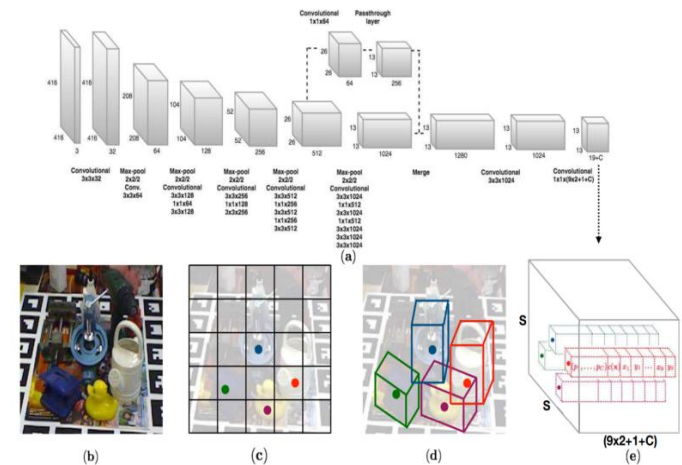 Convolutional
1x1x64
Passthrough
layer
26
26
64
13
13
256
416
416
3
416
416
32
208
208
64
104
104
128
52
52
256
26
26
512
13
13
1024
13
13
1280
13
13
1024
13
13
19+C
Convolutional
3x3x32
Max-pool
2x2/2
Conv.
3x3x64
Max-pool
2x2/2
Convolutional
3x3x128
1x1x64
3x3x128
Max-pool
2x2/2
Convolutional
3x3x256
1x1x128
3x3x256
Max-pool
2x2/2
Convolutional
3x3x512
1x1x256
3x3x512
1x1x256
3x3x512
Max-pool
2x2/2
Convolutional
3x3x1024
1x1x512
3x3x1024
1x1x512
3x3x1024
3x3x1024
3x3x1024
Merge
Convolutional
3x3x1024
Convolutional
1x1x(9x2+1+C)
(a)
S
S
(9x2+1+C)
(b)
(c)
(d)
(e)